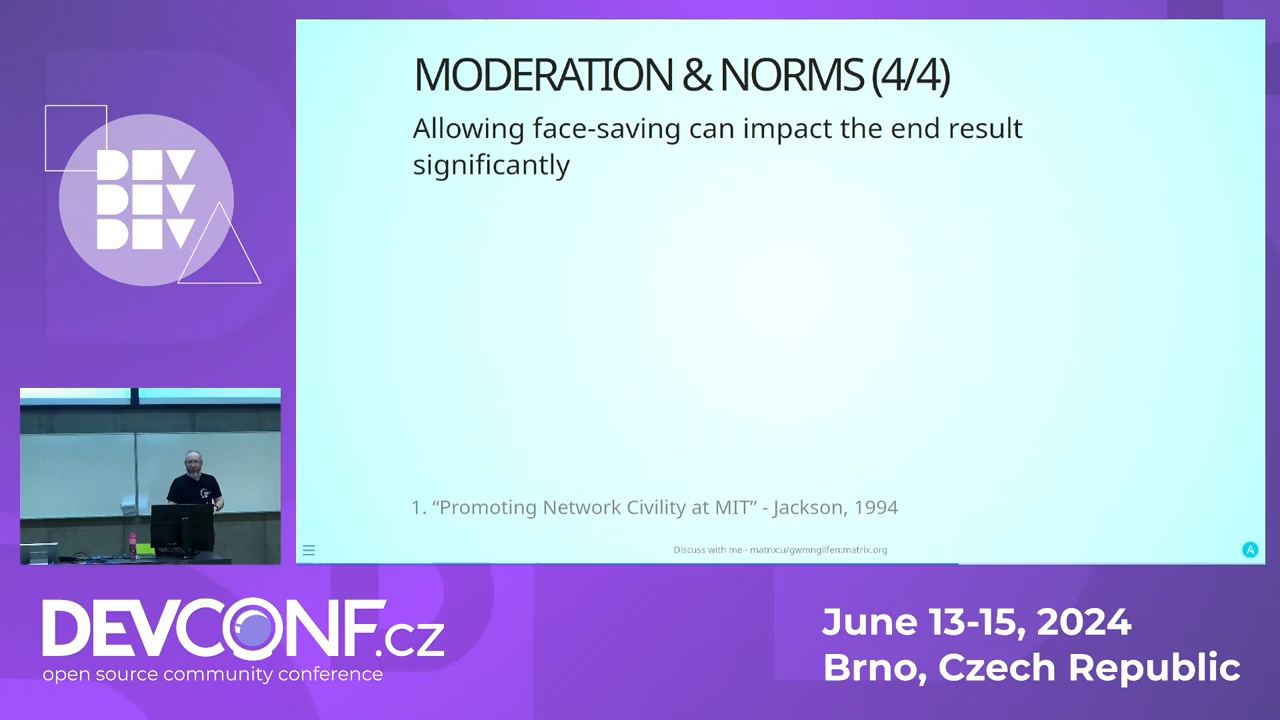 MODERATION & NORMS (4/4)
Allowing face-saving can impact the end result
significantly
1. “Promoting Network Civility at MIT” - Jackson, 1994
Discuss with me - matrix:u/gwmngilfen:matrix.org
A
DEV
DEV
DEV
DEVCONF.cz
open source community conference
June 13-15, 2024
Brno, Czech Republic